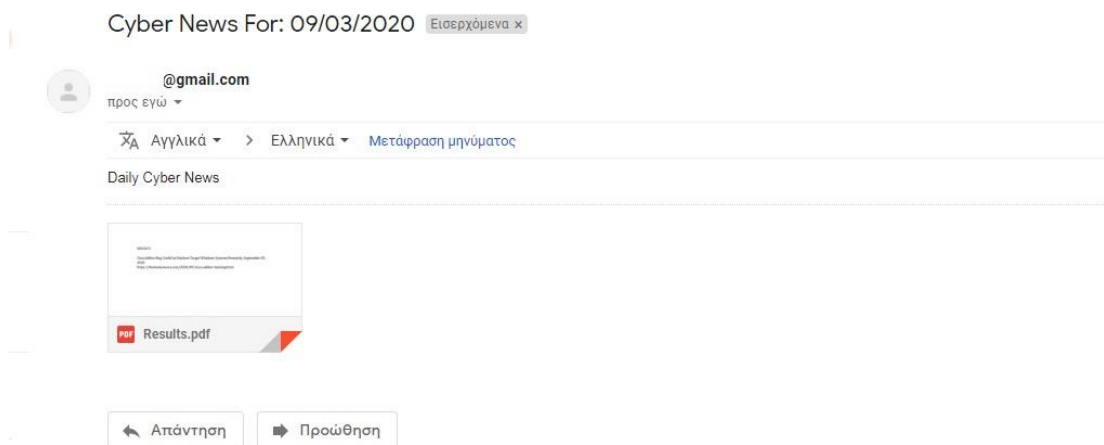 Cyber News For: 09/03/2020 Εισερχόμενα x
@gmail.com
προς εγώ
Αγγλικά > Ελληνικά Μετάφραση μηνύματος
Daily Cyber News
PDF Results.pdf
Απάντηση Προώθηση